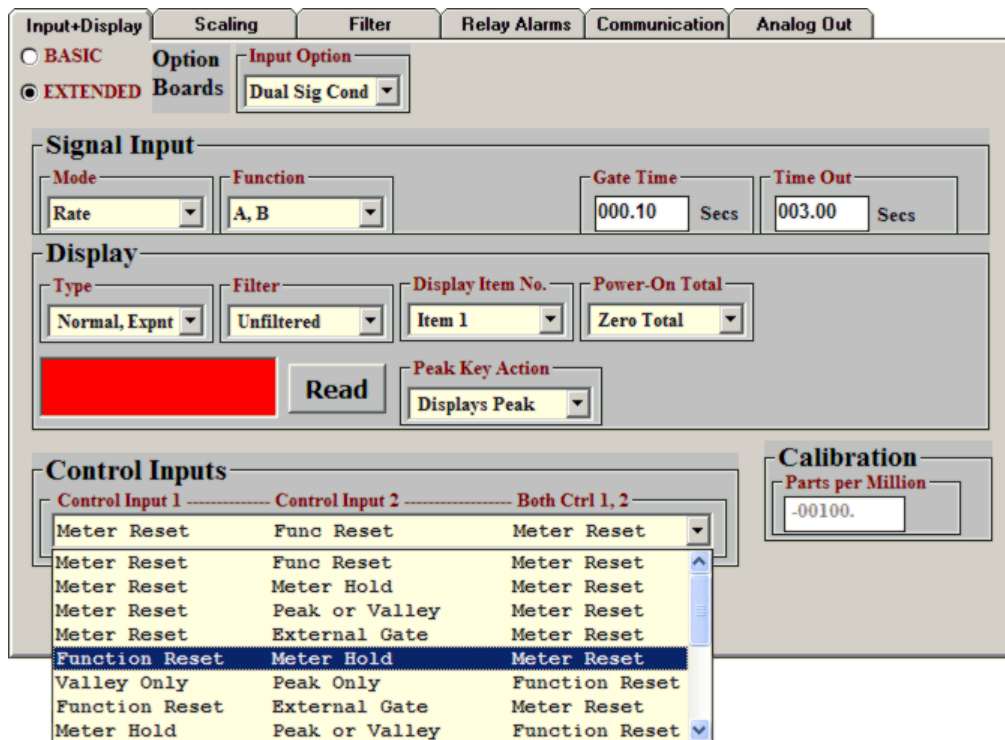 Input+Display Scaling Filter Relay Alarms Communication Analog Out
BASIC
EXTENDED
Option
Boards
Input Option
Dual Sig Cond
Signal Input
Mode Function Gate Time Time Out
Rate A, B 000.10 Secs 003.00 Secs
Display
Type Filter Display Item No. Power-On Total
Normal, Expnt Unfiltered Item 1 Zero Total
Read
Peak Key Action
Displays Peak
Control Inputs
Control Input 1 -------------- Control Input 2 ------------------ Both Ctrl 1, 2
Meter Reset Func Reset Meter Reset
Meter Reset Func Reset Meter Reset
Meter Reset Meter Hold Meter Reset
Meter Reset Peak or Valley Meter Reset
Meter Reset External Gate Meter Reset
Function Reset Meter Hold Meter Reset
Valley Only Peak Only Function Reset
Function Reset External Gate Meter Reset
Meter Hold Peak or Valley Function Reset
Calibration
Parts per Million
-00100.